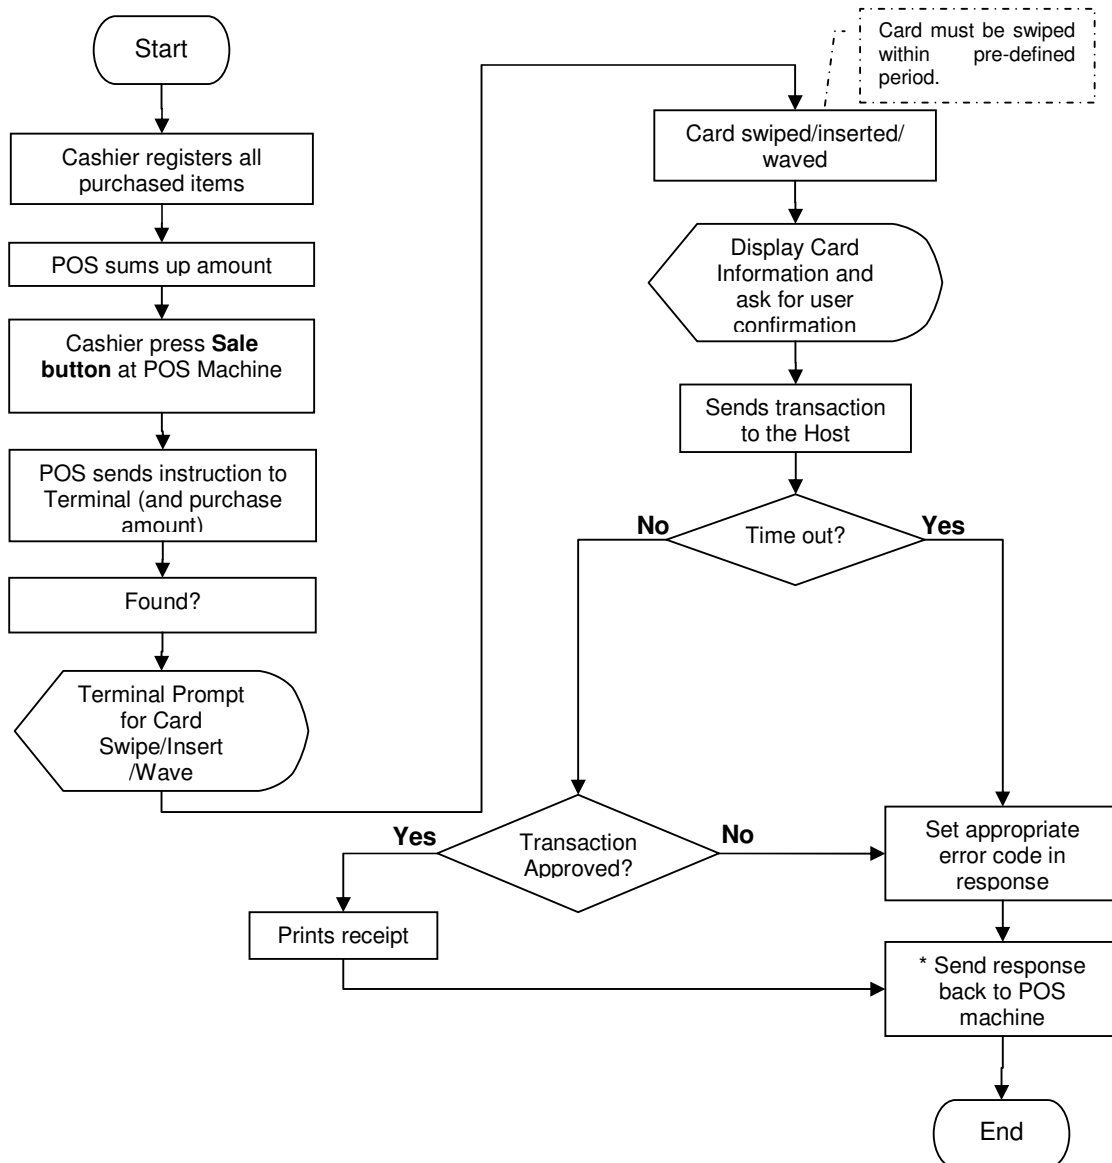 Start
Cashier registers all
purchased items
POS sums up amount
Cashier press Sale
button at POS Machine
POS sends instruction to
Terminal (and purchase
amount)
Found?
Terminal Prompt
for Card
Swipe/Insert
/Wave
Card must be swiped
within pre-defined
period.
Card swiped/inserted/
waved
Display Card
Information and
ask for user
confirmation
Sends transaction
to the Host
No
Time out?
Yes
Yes
Transaction
Approved?
No
Set appropriate
error code in
response
Prints receipt
* Send response
back to POS
machine
End